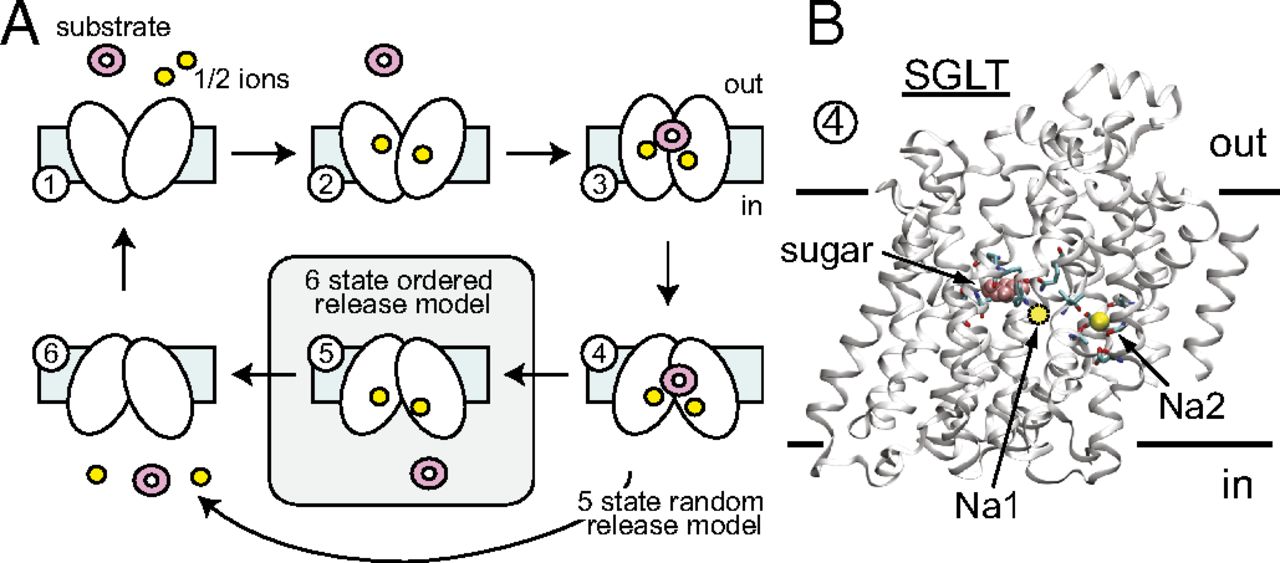 A
substrate
1/2 ions
out
1
2
3
in
6 state ordered
release model
6
5
4
5 state random
release model
B
SGLT
4
out
sugar
Na2
Na1
in